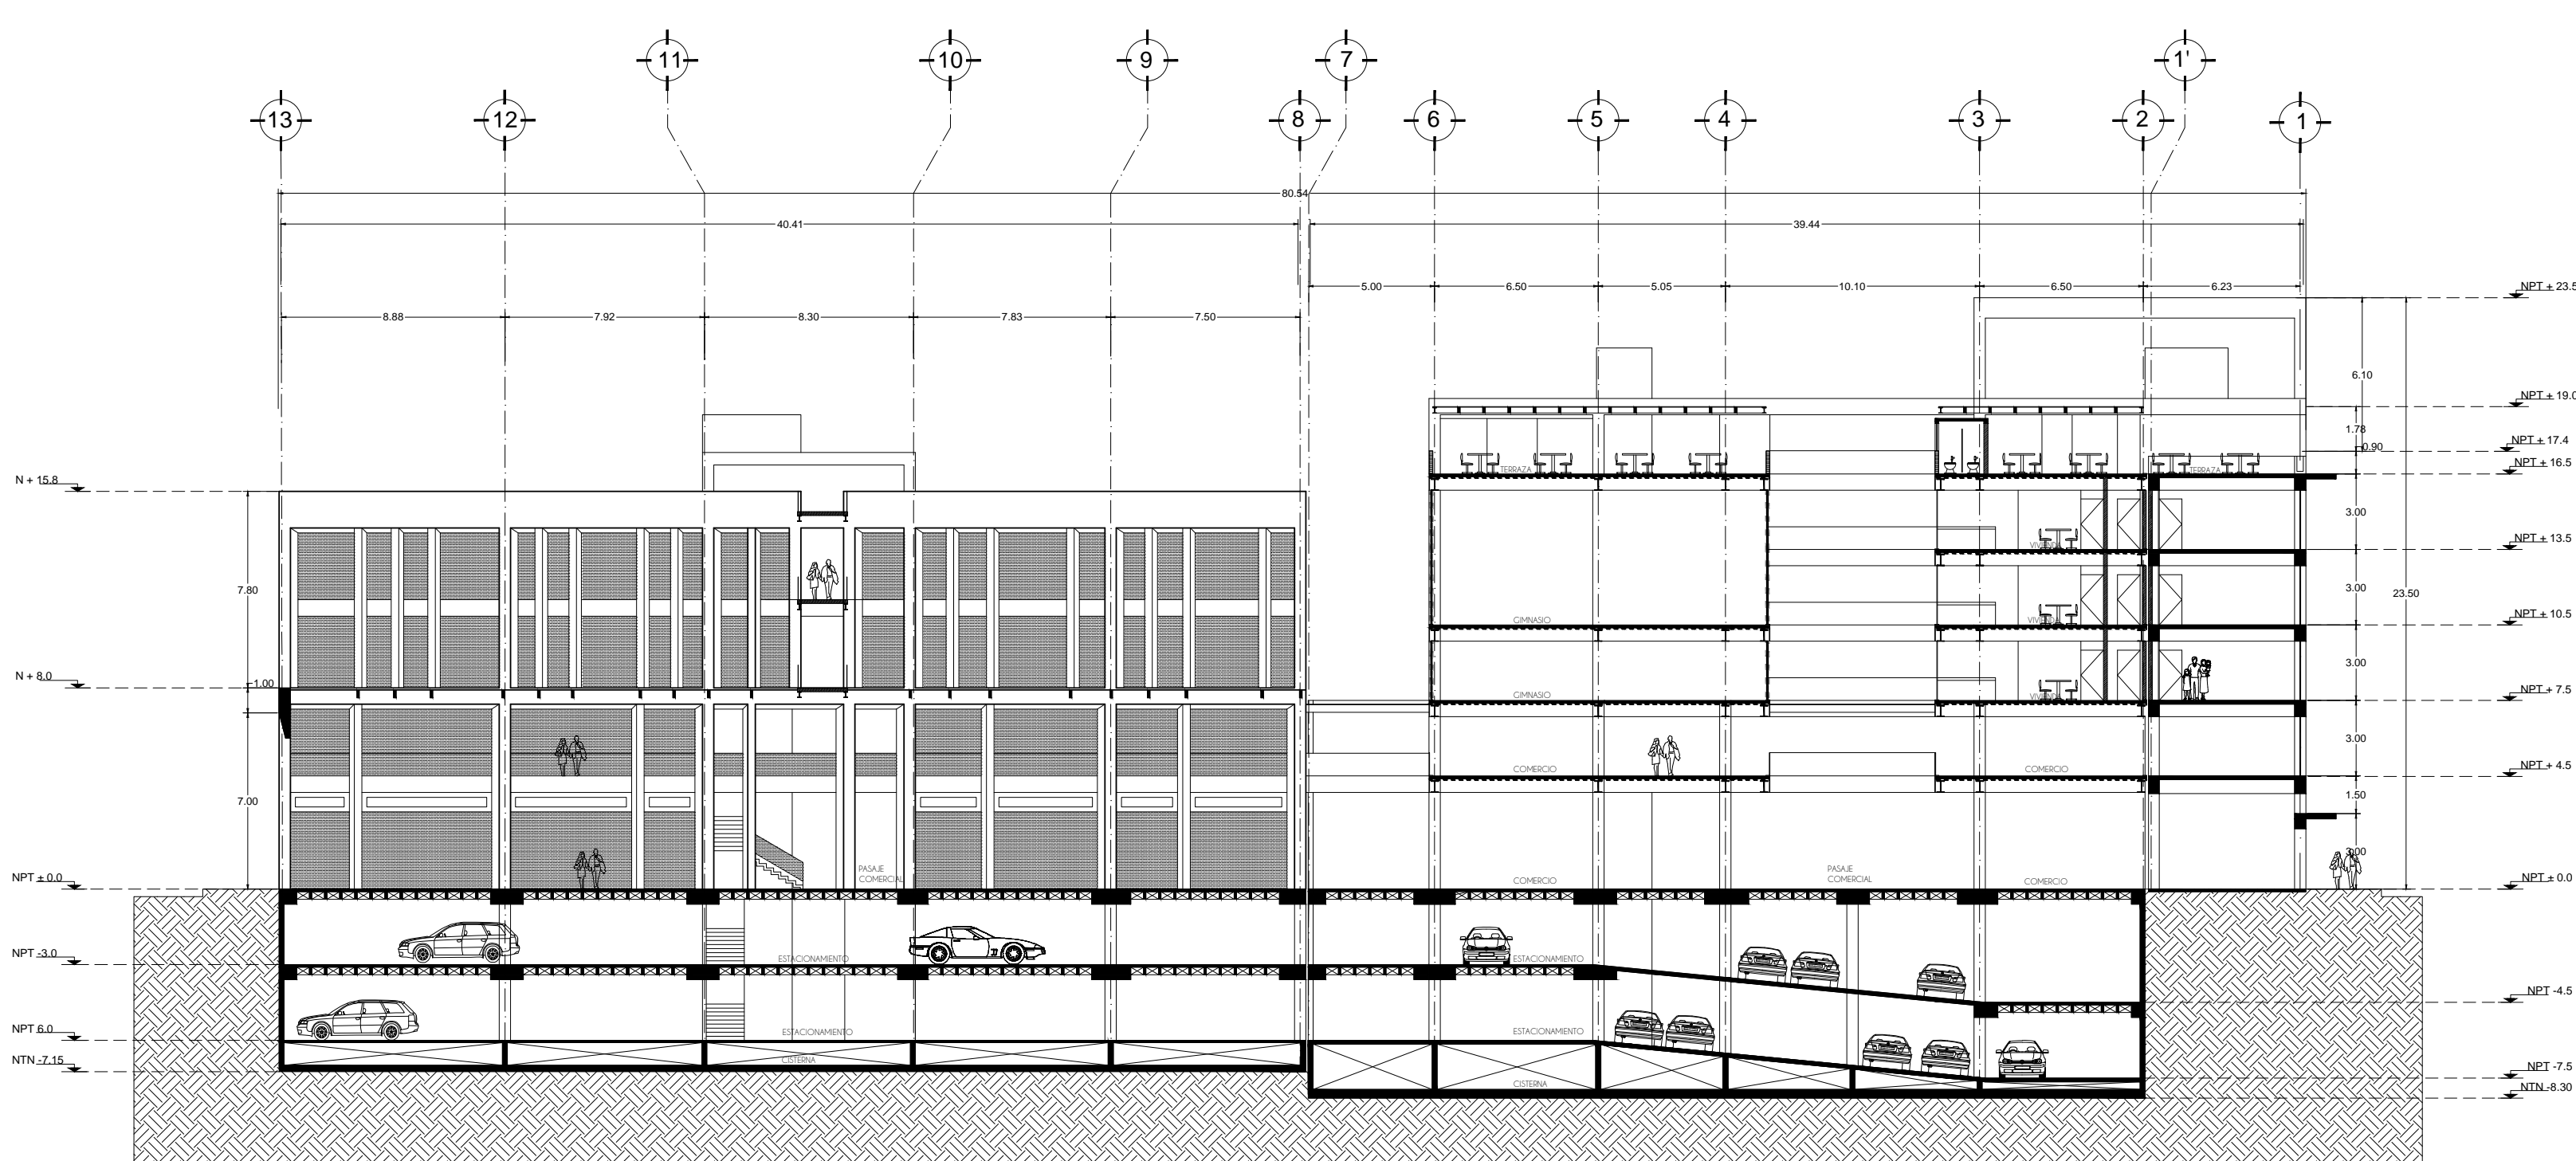 11
10
9
7
1'
13
12
8
6
5
4
3
2
1
80.54
40.41
39.44
5.00
6.50
5.05
10.10
6.50
6.23
8.88
7.92
8.30
7.83
7.50
NPT + 23.5
6.10
NPT + 19.0
1.78
NPT + 17.4
0.90
NPT + 16.5
TERRAZA
TERRAZA
N + 15.8
3.00
NPT + 13.5
VIVIENDA
7.80
3.00
23.50
NPT + 10.5
GIMNASIO
VIVIENDA
3.00
N + 8.0
1.00
NPT + 7.5
GIMNASIO
VIVIENDA
3.00
COMERCIO
COMERCIO
NPT + 4.5
7.00
1.50
3.00
PASAJE
COMERCIAL
PASAJE
COMERCIAL
NPT ± 0.0
COMERCIO
COMERCIO
NPT ± 0.0
NPT -3.0
ESTACIONAMIENTO
ESTACIONAMIENTO
NPT -4.5
NPT 6.0
ESTACIONAMIENTO
ESTACIONAMIENTO
NTN -7.15
CISTERNA
NPT -7.5
CISTERNA
NTN -8.30